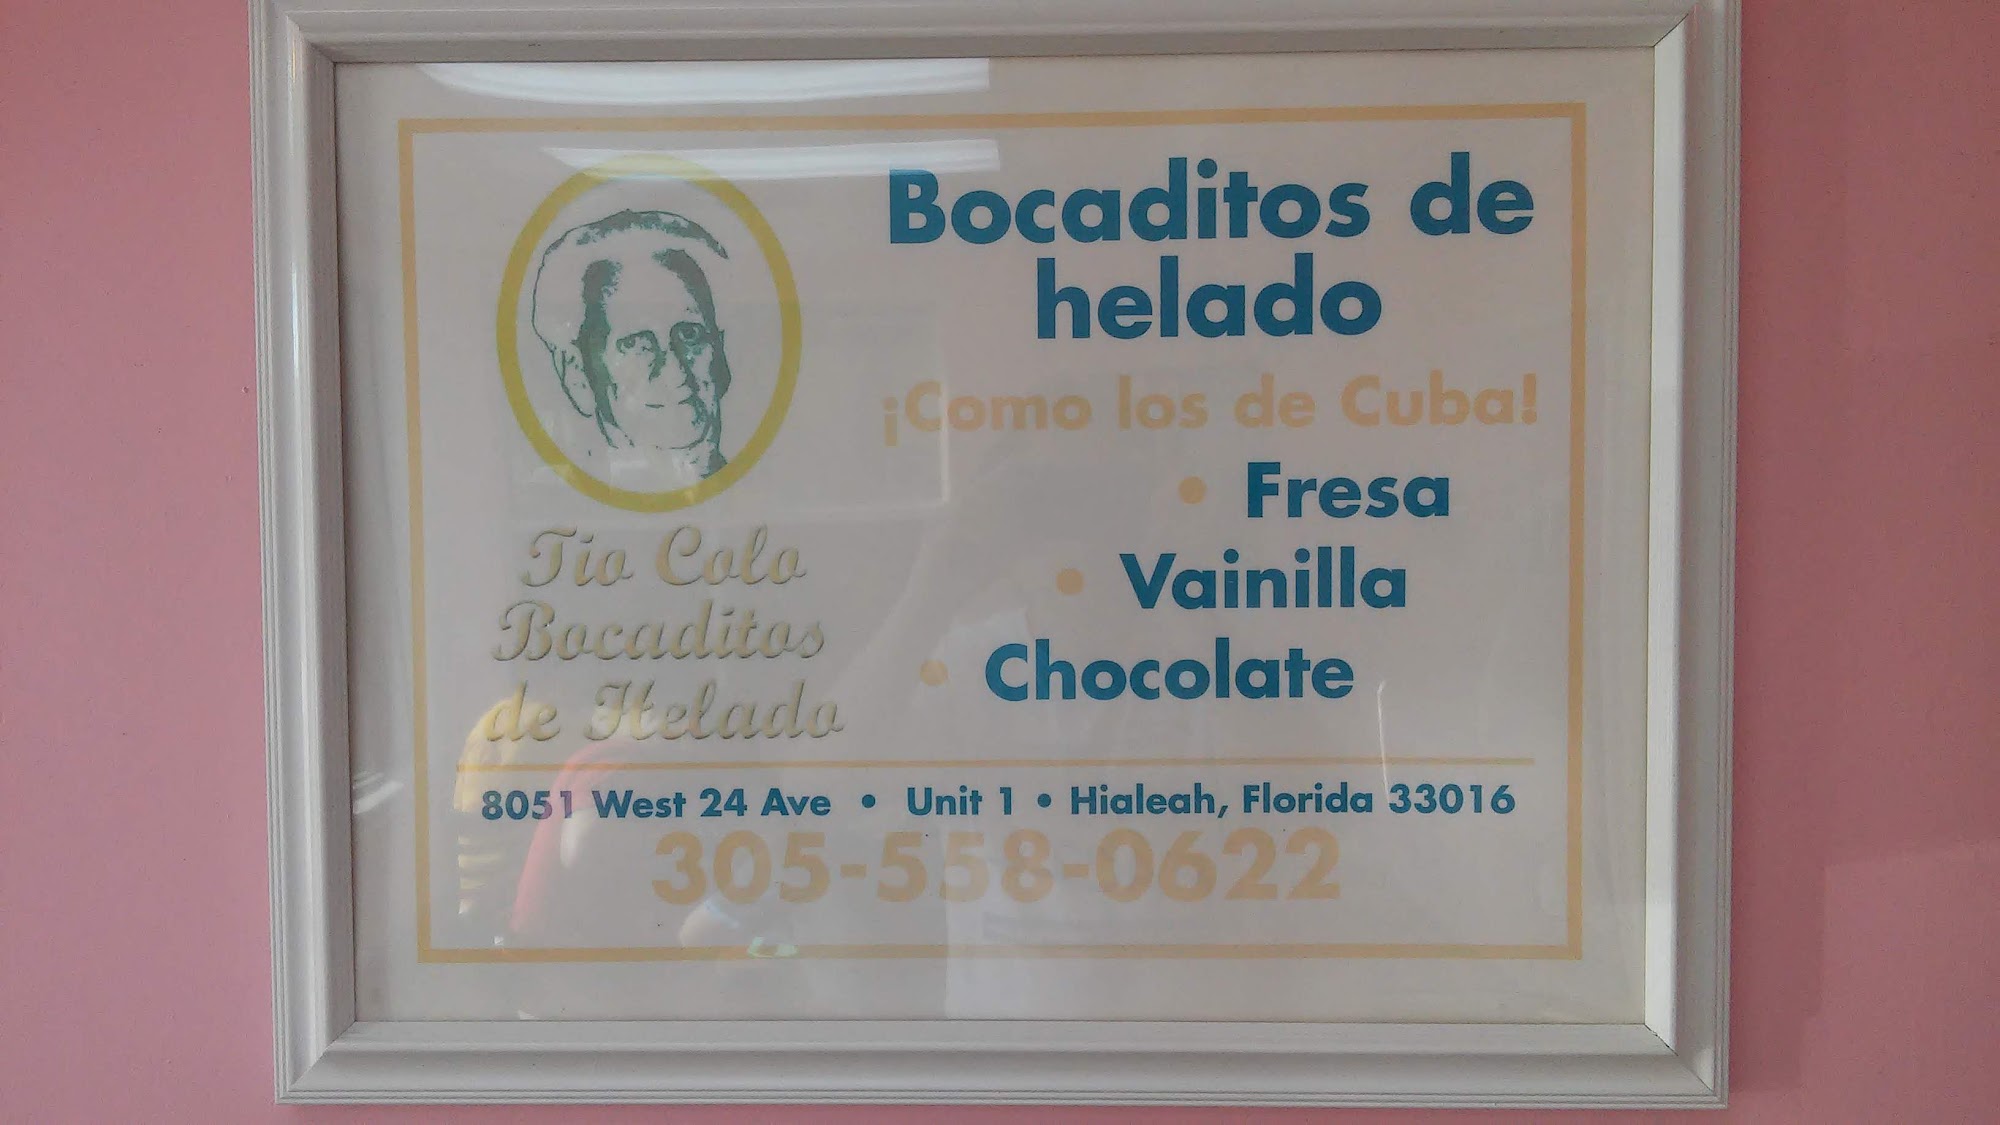 Bocaditos de
helado
¡Como los de Cuba!
• Fresa
• Vainilla
• Chocolate
Tio Colo
Bocaditos
de Helado
8051 West 24 Ave • Unit 1 • Hialeah, Florida 33016
305-558-0622